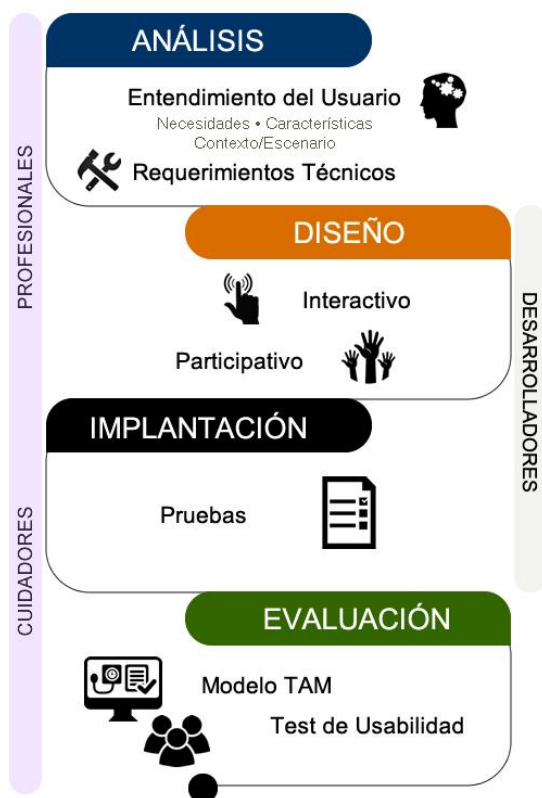 ANÁLISIS
Entendimiento del Usuario
Necesidades • Características
Contexto/Escenario
Requerimientos Técnicos
PROFESIONALES
DISEÑO
Interactivo
Participativo
DESARROLLADORES
IMPLANTACIÓN
Pruebas
CUIDADORES
EVALUACIÓN
Modelo TAM
Test de Usabilidad